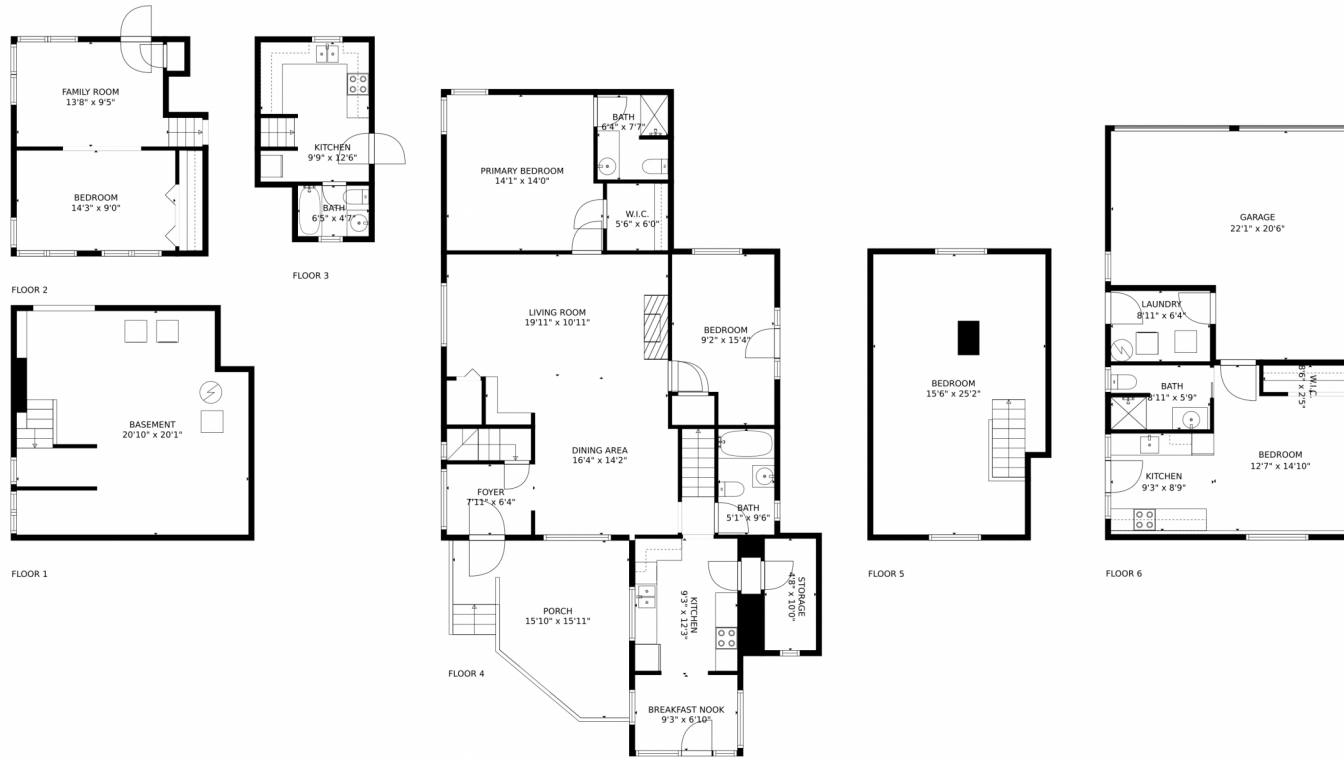 FAMILY ROOM
13'8" x 9'5"
BEDROOM
14'3" x 9'0"
FLOOR 2
KITCHEN
9'9" x 12'6"
BATH
6'5" x 4'7"
FLOOR 3
BASEMENT
20'10" x 20'1"
FLOOR 1
PRIMARY BEDROOM
14'1" x 14'0"
BATH
6'4" x 7'7"
W.I.C.
5'6" x 6'0"
LIVING ROOM
19'11" x 10'11"
BEDROOM
9'2" x 15'4"
DINING AREA
16'4" x 14'2"
FOYER
7'11" x 6'4"
BATH
5'1" x 9'6"
PORCH
15'10" x 15'11"
KITCHEN
9'3" x 12'3"
STORAGE
4'8" x 10'0"
BREAKFAST NOOK
9'3" x 6'10"
FLOOR 4
BEDROOM
15'6" x 25'2"
FLOOR 5
GARAGE
22'1" x 20'6"
LAUNDRY
8'11" x 6'4"
BATH
8'11" x 5'9"
W.I.C.
8'6" x 2'5"
BEDROOM
12'7" x 14'10"
KITCHEN
9'3" x 8'9"
FLOOR 6